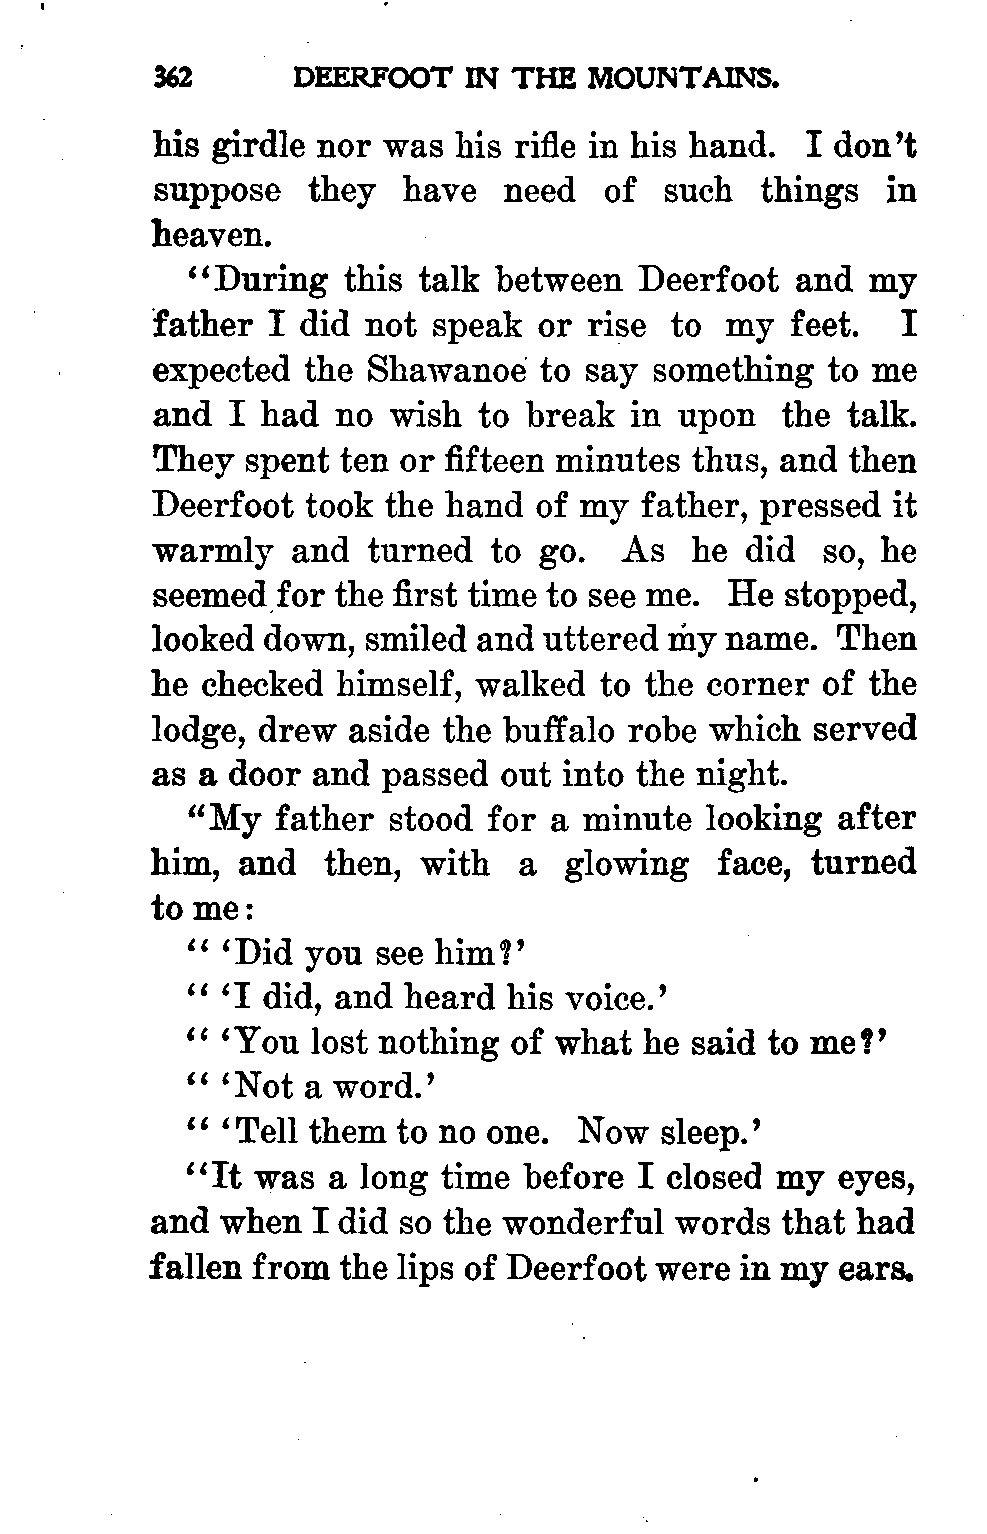 362 DEERFOOT IN THE MOUNTAINS.
his girdle nor was his rifle in his hand. I don't
suppose they have need of such things in
heaven.
"During this talk between Deerfoot and my
father I did not speak or rise to my feet. I
expected the Shawanoe to say something to me
and I had no wish to break in upon the talk.
They spent ten or fifteen minutes thus, and then
Deerfoot took the hand of my father, pressed it
warmly and turned to go. As he did so, he
seemed for the first time to see me. He stopped,
looked down, smiled and uttered my name. Then
he checked himself, walked to the corner of the
lodge, drew aside the buffalo robe which served
as a door and passed out into the night.
"My father stood for a minute looking after
him, and then, with a glowing face, turned
to me:
" 'Did you see him?'
" 'I did, and heard his voice.'
" 'You lost nothing of what he said to me?'
" 'Not a word.'
" 'Tell them to no one. Now sleep.'
"It was a long time before I closed my eyes,
and when I did so the wonderful words that had
fallen from the lips of Deerfoot were in my ears.